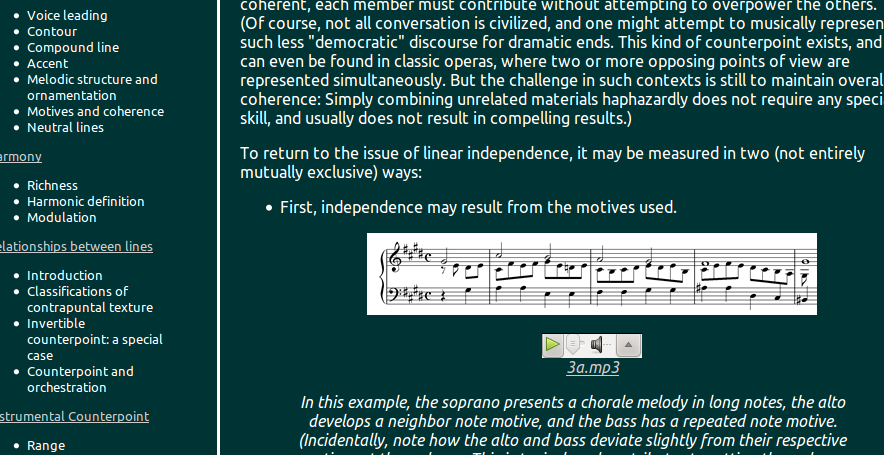 Voice leading
Contour
Compound line
Accent
Melodic structure and
ornamentation
Motives and coherence
Neutral lines
armony
Richness
Harmonic definition
Modulation
elationships between lines
Introduction
Classifications of
contrapuntal texture
Invertible
counterpoint: a special
case
Counterpoint and
orchestration
strumental Counterpoint
Range
coherent, each member must contribute without attempting to overpower the others.
(Of course, not all conversation is civilized, and one might attempt to musically represen
such less "democratic" discourse for dramatic ends. This kind of counterpoint exists, and
can even be found in classic operas, where two or more opposing points of view are
represented simultaneously. But the challenge in such contexts is still to maintain overal
coherence: Simply combining unrelated materials haphazardly does not require any speci
skill, and usually does not result in compelling results.)
To return to the issue of linear independence, it may be measured in two (not entirely
mutually exclusive) ways:
First, independence may result from the motives used.
3a.mp3
In this example, the soprano presents a chorale melody in long notes, the alto
develops a neighbor note motive, and the bass has a repeated note motive.
(Incidentally, note how the alto and bass deviate slightly from their respective